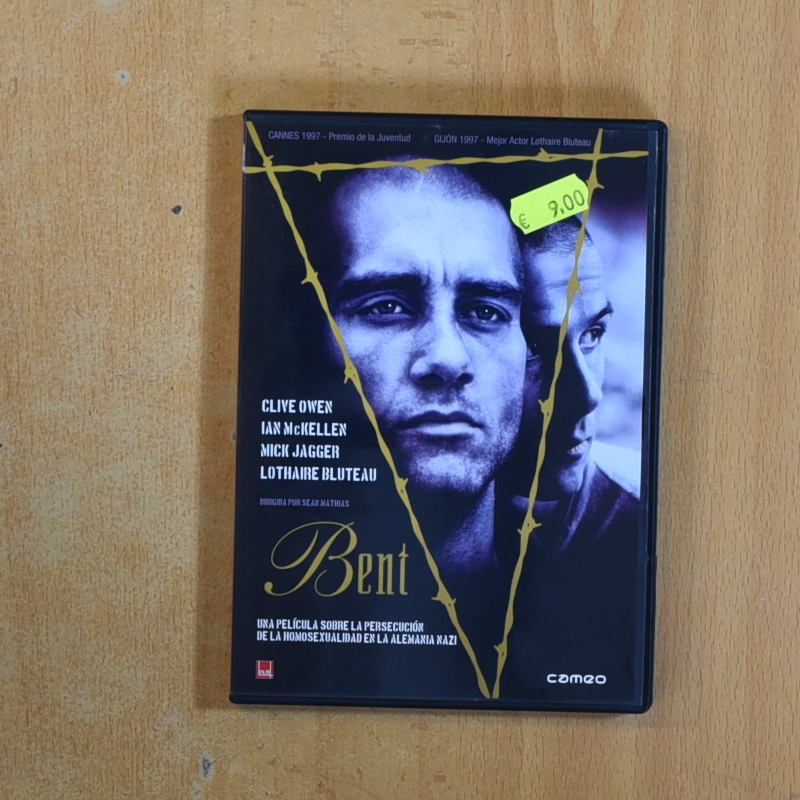 CANNES 1997 - Premio de la Juventud
GIJÓN 1997 - Mejor Actor Lothaire Bluteau
€ 9,00
CLIVE OWEN
IAN McKELLEN
MICK JAGGER
LOTHAIRE BLUTEAU
DIRIGIDA POR SEAN MATHIAS
Bent
UNA PELÍCULA SOBRE LA PERSECUCIÓN
DE LA HOMOSEXUALIDAD EN LA ALEMANIA NAZI
cameo